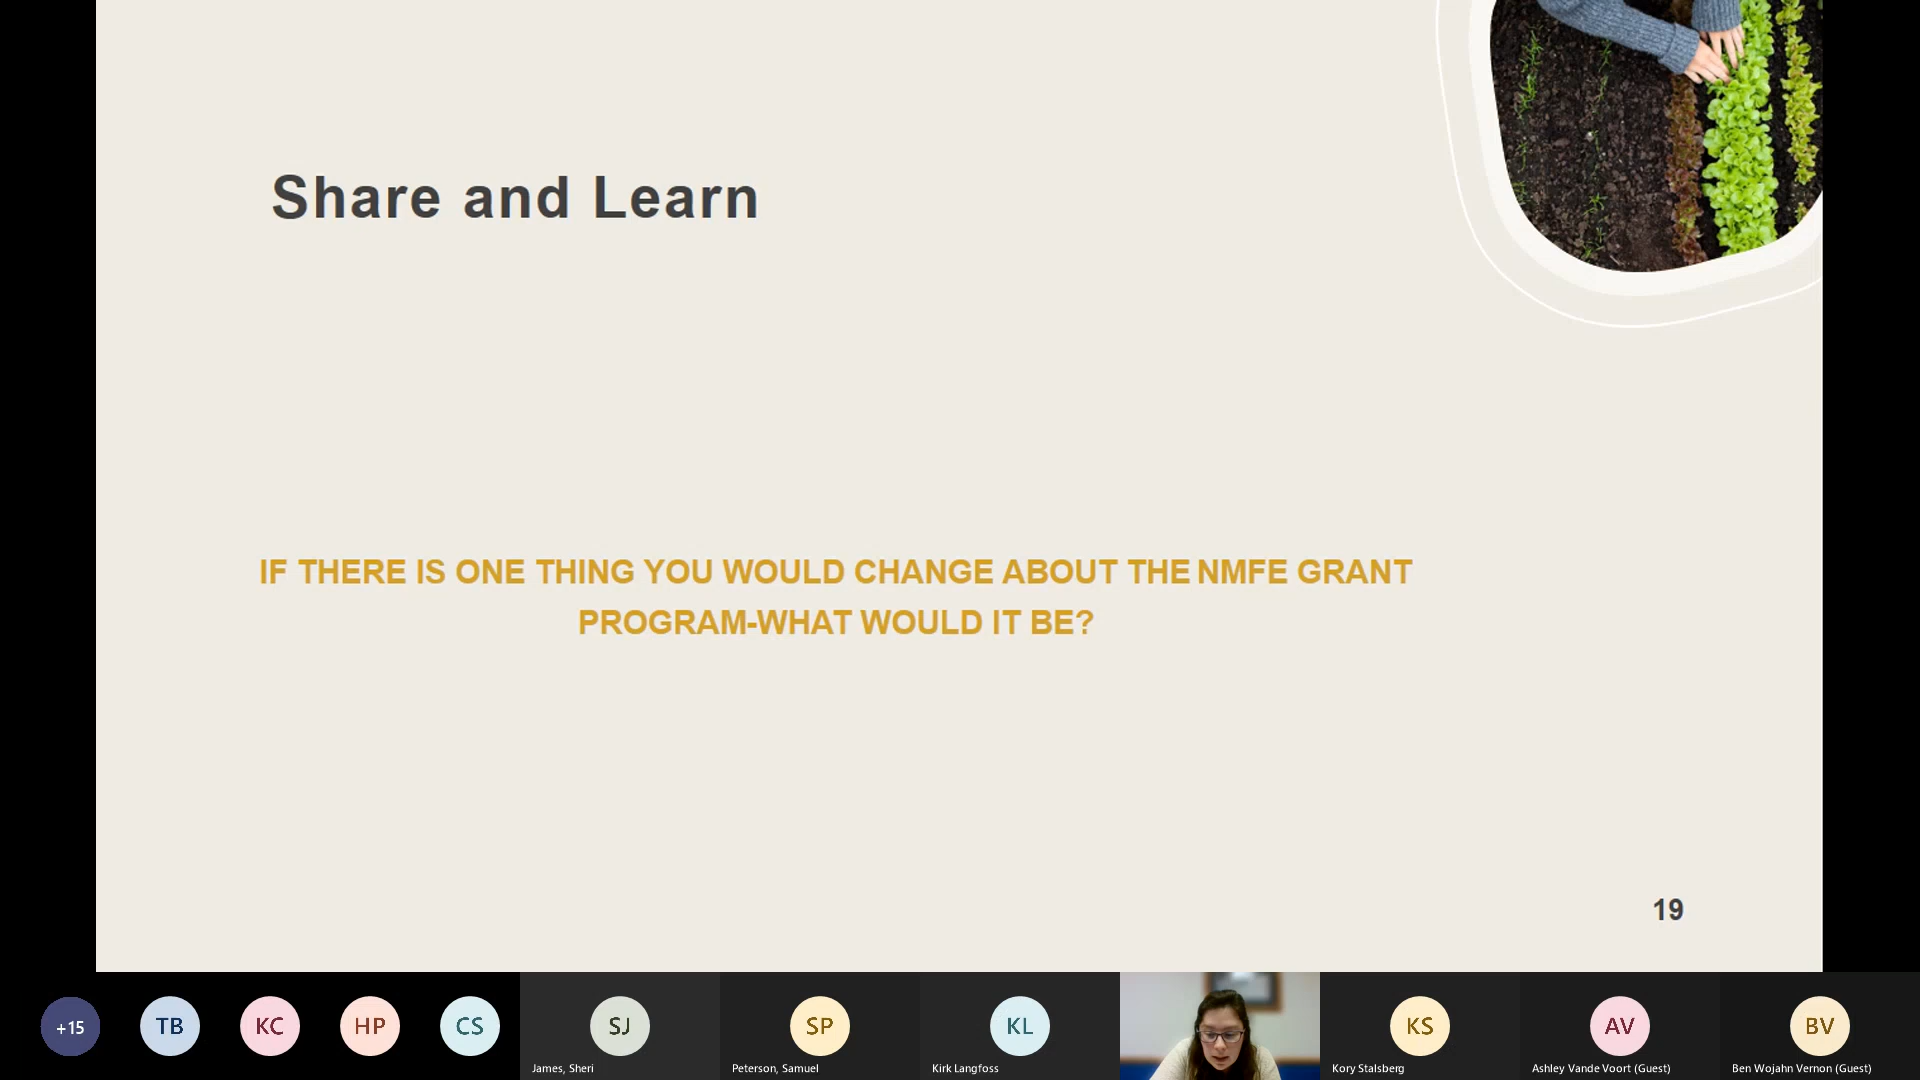 Share and Learn
IF THERE IS ONE THING YOU WOULD CHANGE ABOUT THE NMFE GRANT
PROGRAM-WHAT WOULD IT BE?
19
+15
TB
KC
HP
CS
SJ
SP
KL
KS
AV
BV
James, Sheri
Peterson, Samuel
Kirk Langfoss
Kory Stalsberg
Ashley Vande Voort (Guest)
Ben Wojahn Vernon (Guest)